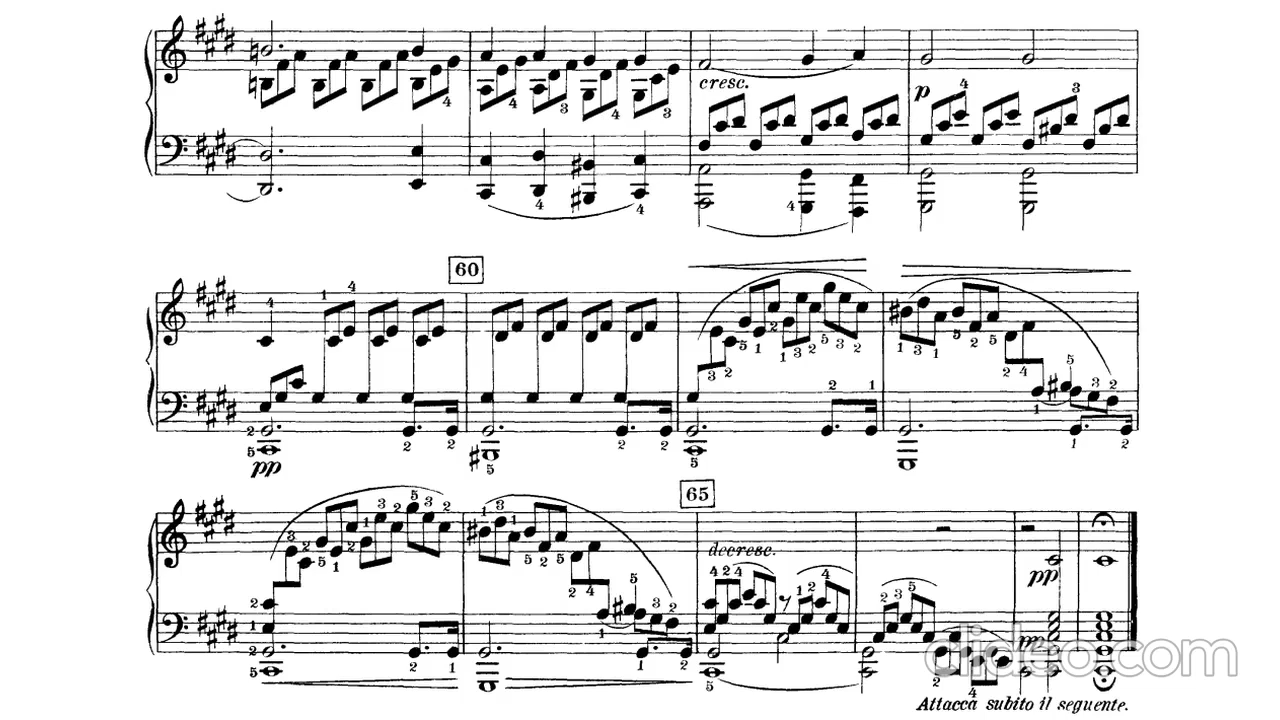 cresc.
p
60
pp
65
decresc.
pp
Attacca subito il seguente.
clideo.com